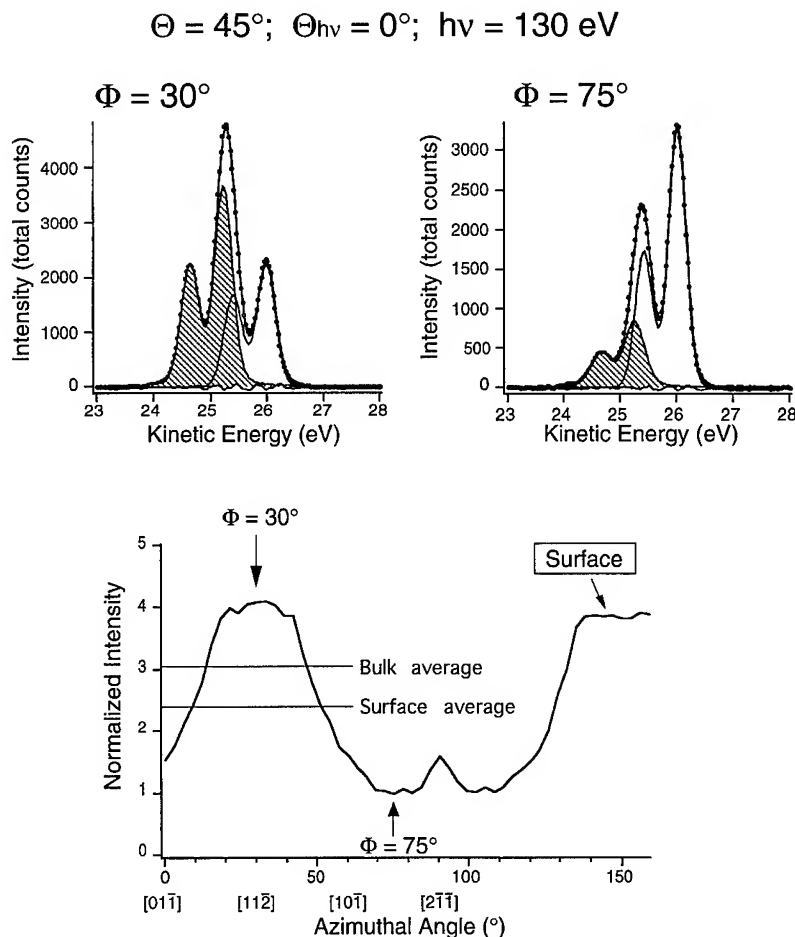 Θ = 45°; Θhν = 0°; hν = 130 eV
Φ = 30°
Φ = 75°
Intensity (total counts)
4000
3000
2000
1000
0
23 24 25 26 27 28
Kinetic Energy (eV)
Intensity (total counts)
3000
2500
2000
1500
1000
500
0
23 24 25 26 27 28
Kinetic Energy (eV)
Φ = 30°
Surface
Normalized Intensity
5
4
3
2
1
0
Bulk average
Surface average
Φ = 75°
0 50 100 150
[011̅] [112̅] [101̅] [21̅1̅]
Azimuthal Angle (°)